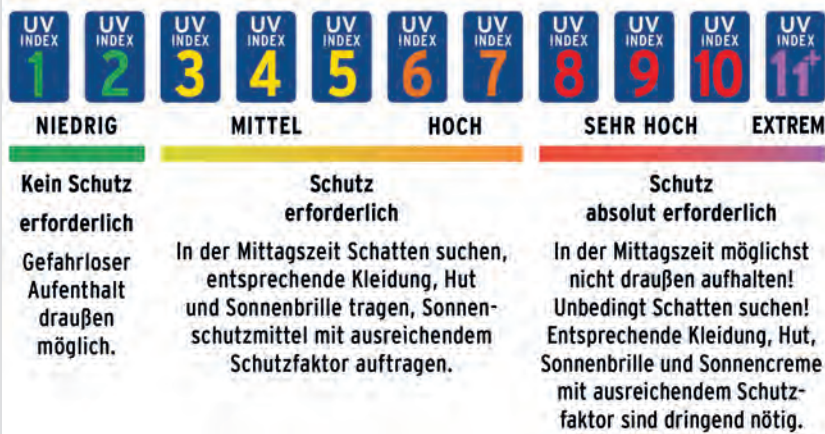 UV INDEX 1
UV INDEX 2
UV INDEX 3
UV INDEX 4
UV INDEX 5
UV INDEX 6
UV INDEX 7
UV INDEX 8
UV INDEX 9
UV INDEX 10
UV INDEX 11+
NIEDRIG
MITTEL
HOCH
SEHR HOCH
EXTREM
Kein Schutz
erforderlich
Gefahrloser
Aufenthalt
draußen
möglich.
Schutz
erforderlich
In der Mittagszeit Schatten suchen,
entsprechende Kleidung, Hut
und Sonnenbrille tragen, Sonnen-
schutzmittel mit ausreichendem
Schutzfaktor auftragen.
Schutz
absolut erforderlich
In der Mittagszeit möglichst
nicht draußen aufhalten!
Unbedingt Schatten suchen!
Entsprechende Kleidung, Hut,
Sonnenbrille und Sonnencreme
mit ausreichendem Schutz-
faktor sind dringend nötig.